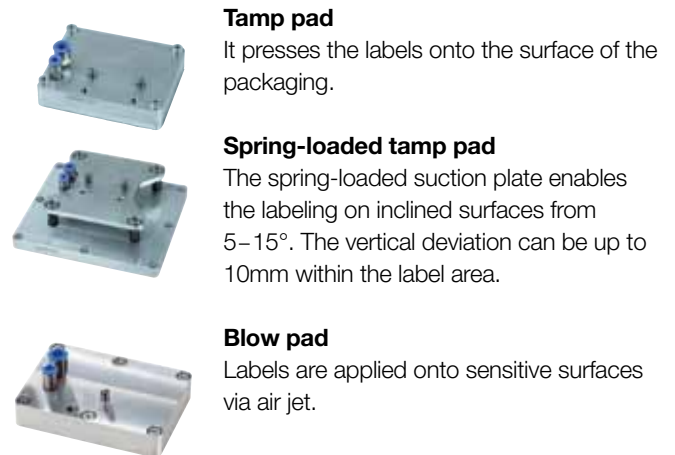 Tamp pad
It presses the labels onto the surface of the
packaging.
Spring-loaded tamp pad
The spring-loaded suction plate enables
the labeling on inclined surfaces from
5–15°. The vertical deviation can be up to
10mm within the label area.
Blow pad
Labels are applied onto sensitive surfaces
via air jet.